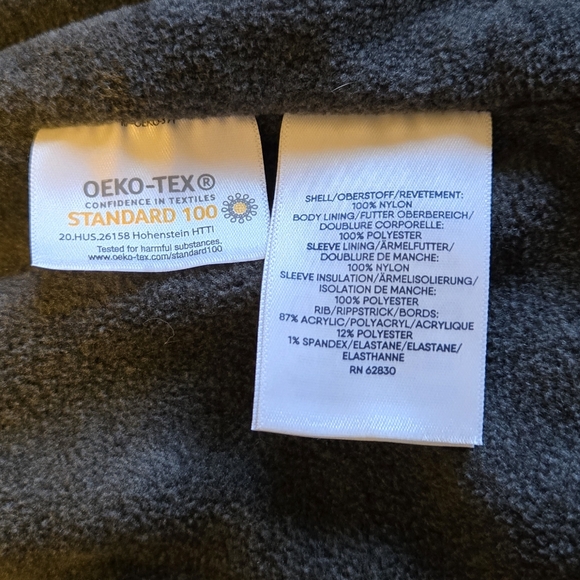 OEKO-TEX®
CONFIDENCE IN TEXTILES
STANDARD 100
20.HUS.26158 Hohenstein HTTI
Tested for harmful substances.
www.oeko-tex.com/standard100
SHELL/OBERSTOFF/REVETEMENT:
100% NYLON
BODY LINING/FUTTER OBERBEREICH/
DOUBLURE CORPORELLE:
100% POLYESTER
SLEEVE LINING/ÄRMELFUTTER/
DOUBLURE DE MANCHE:
100% NYLON
SLEEVE INSULATION/ÄRMELISOLIERUNG/
ISOLATION DE MANCHE:
100% POLYESTER
RIB/RIPPSTRICK/BORDS:
87% ACRYLIC/POLYACRYL/ACRYLIQUE
12% POLYESTER
1% SPANDEX/ELASTANE/ELASTANE/
ELASTHANNE
RN 62830